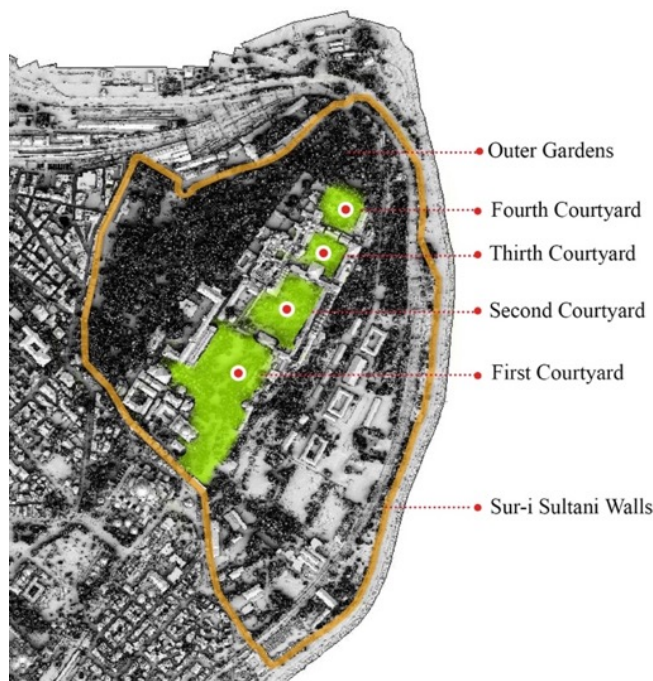 Outer Gardens
Fourth Courtyard
Thirth Courtyard
Second Courtyard
First Courtyard
Sur-i Sultani Walls